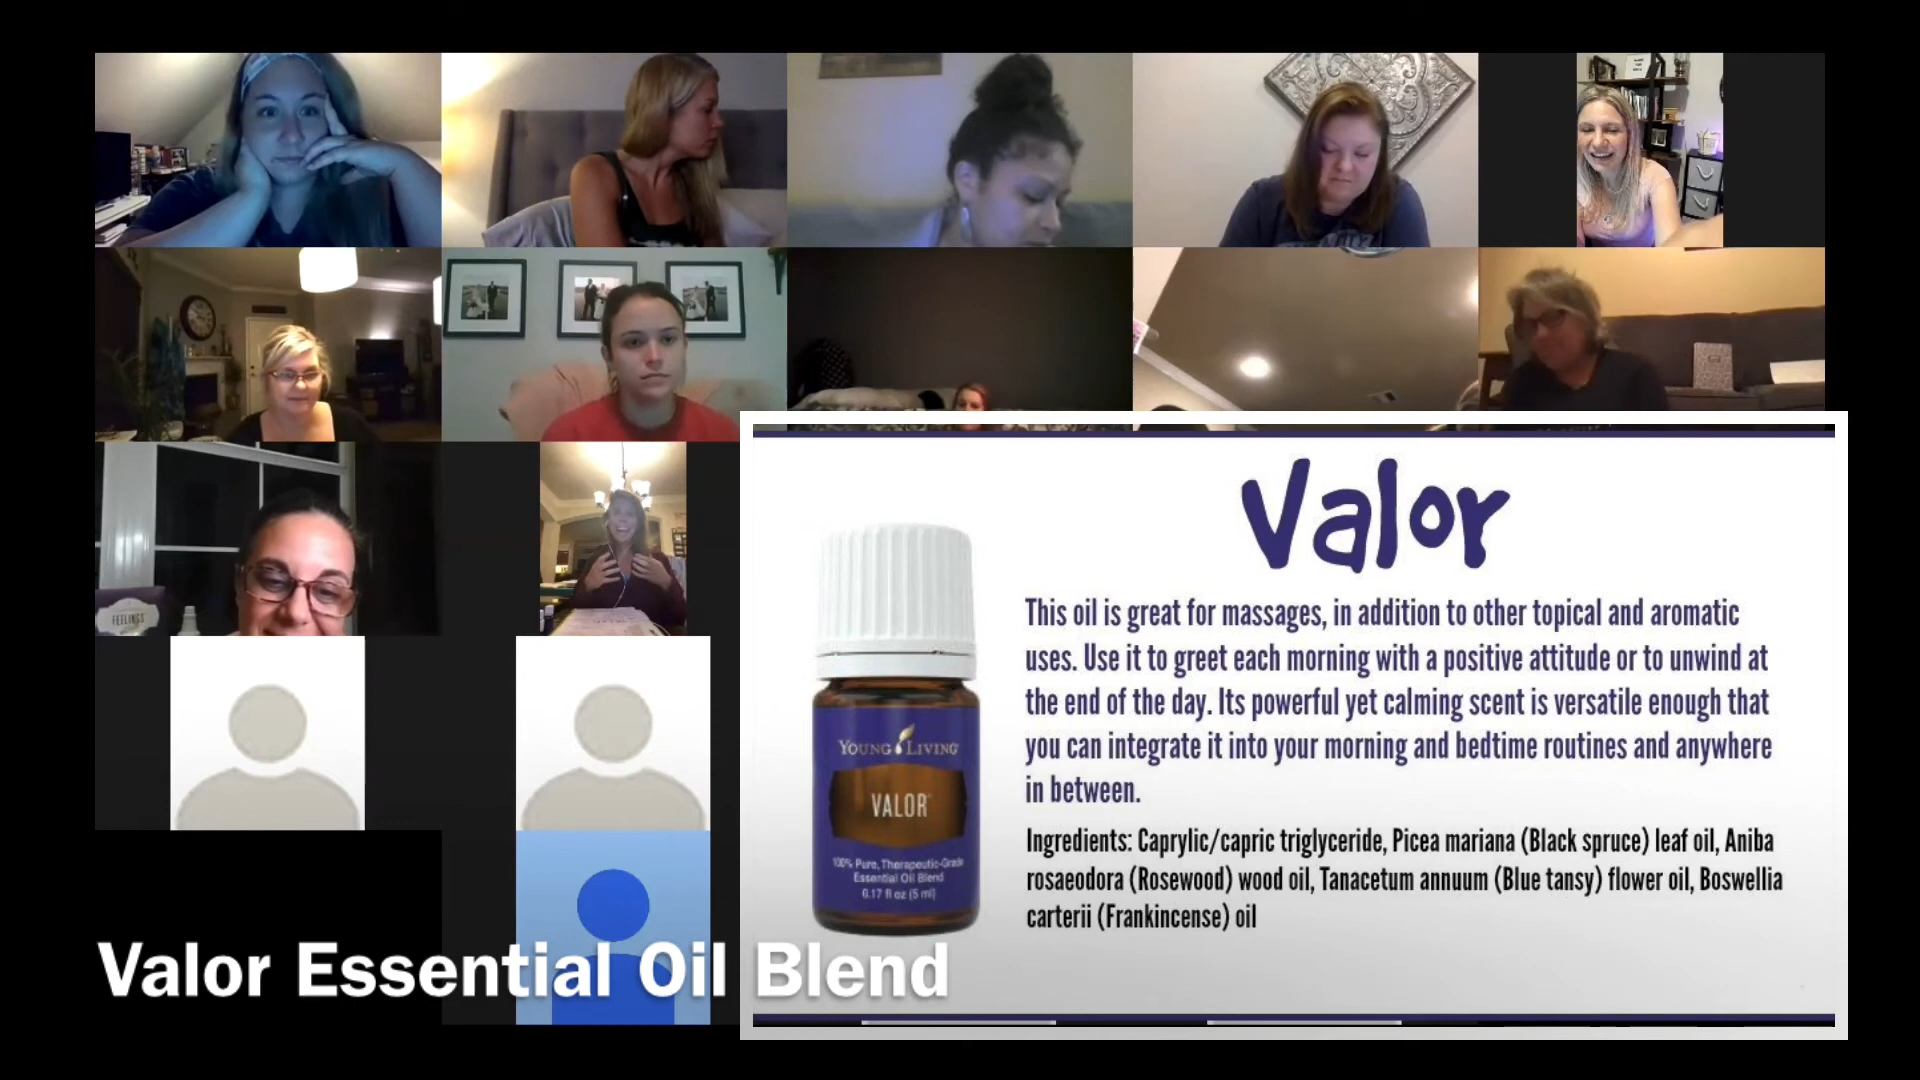 FEELINGS
Valor
This oil is great for massages, in addition to other topical and aromatic
uses. Use it to greet each morning with a positive attitude or to unwind at
the end of the day. Its powerful yet calming scent is versatile enough that
you can integrate it into your morning and bedtime routines and anywhere
in between.
Ingredients: Caprylic/capric triglyceride, Picea mariana (Black spruce) leaf oil, Aniba
rosaeodora (Rosewood) wood oil, Tanacetum annuum (Blue tansy) flower oil, Boswellia
carterii (Frankincense) oil
YOUNG LIVING
VALOR
100% Pure, Therapeutic-Grade
Essential Oil Blend
0.17 fl oz (5 ml)
Valor Essential Oil Blend